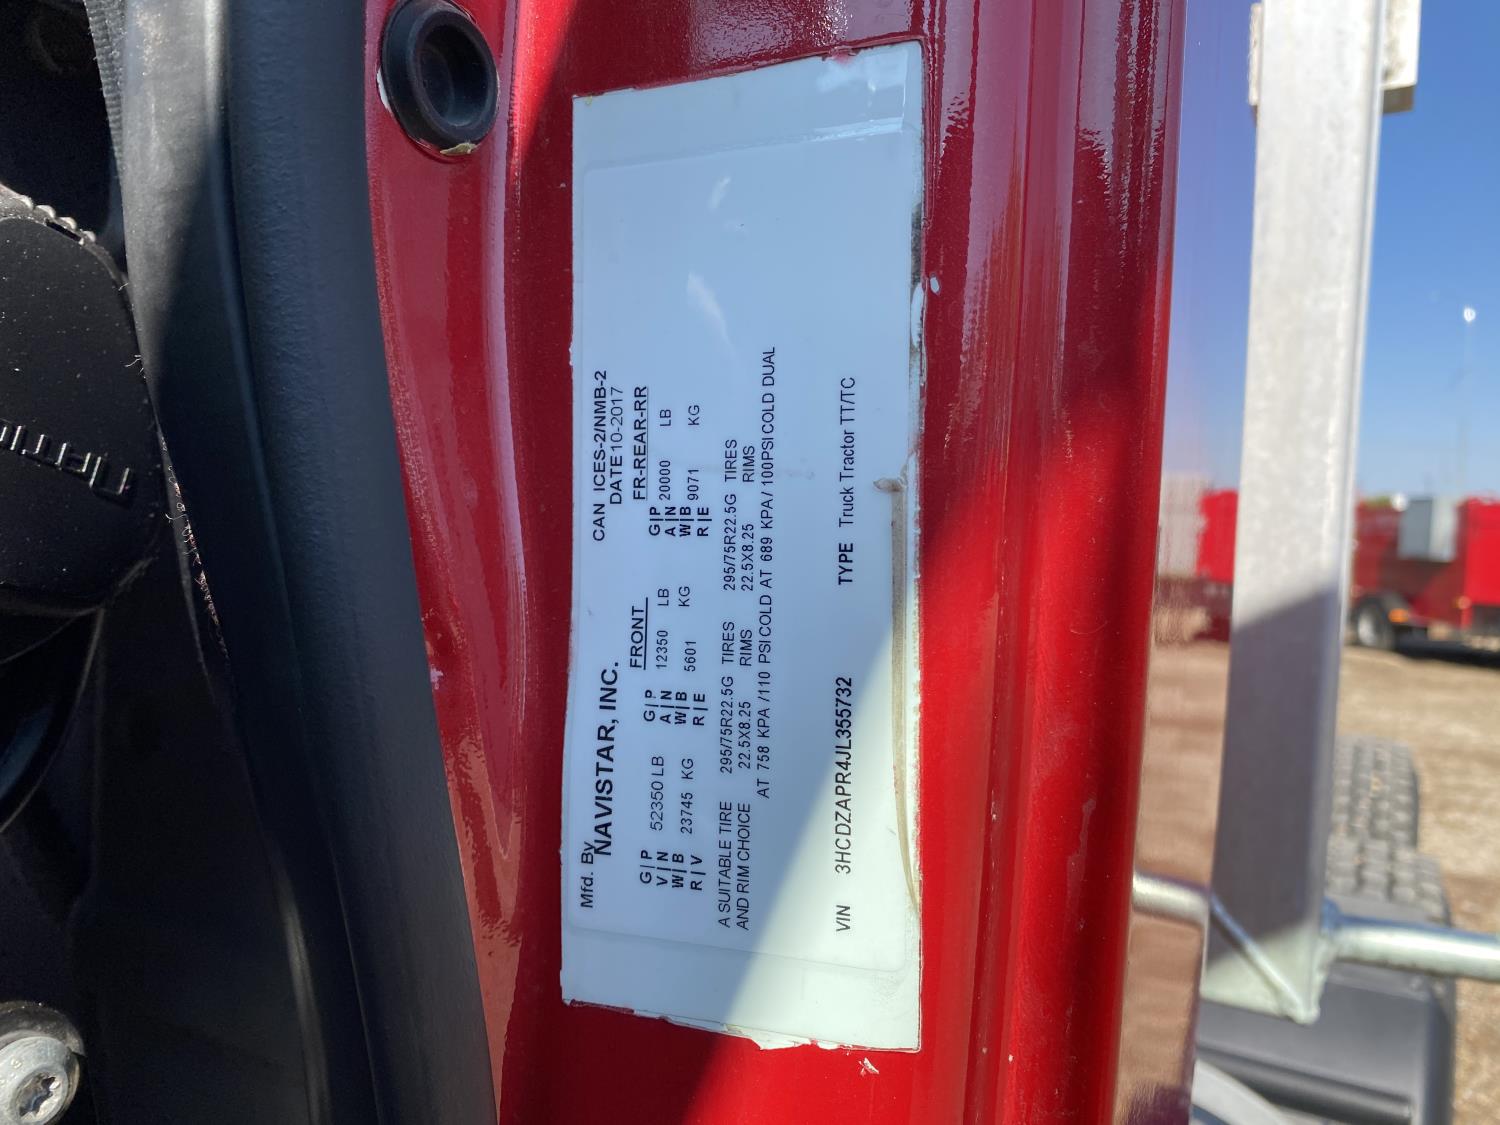 Mfd. By
NAVISTAR, INC.
CAN ICES-2/NMB-2
DATE 10-2017
FRONT
FR-REAR-RR
G|P 52350 LB G|P 12350 LB G|P 20000 LB
V|N A|N A|N
W|B 23745 KG W|B 5601 KG W|B 9071 KG
R|V R|E R|E
A SUITABLE TIRE 295/75R22.5G TIRES 295/75R22.5G TIRES
AND RIM CHOICE 22.5X8.25 RIMS 22.5X8.25 RIMS
AT 758 KPA /110 PSI COLD AT 689 KPA/ 100PSI COLD DUAL
VIN 3HCDZAPR4JL355732 TYPE Truck Tractor TT/TC